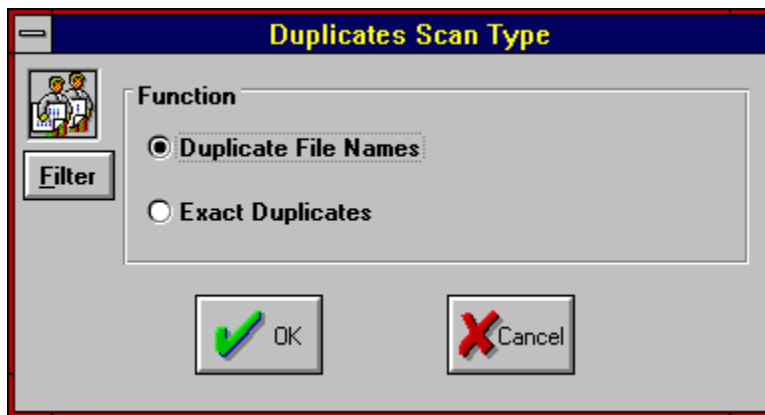 Duplicates Scan Type
Function
Duplicate File Names
Filter
Exact Duplicates
OK
Cancel